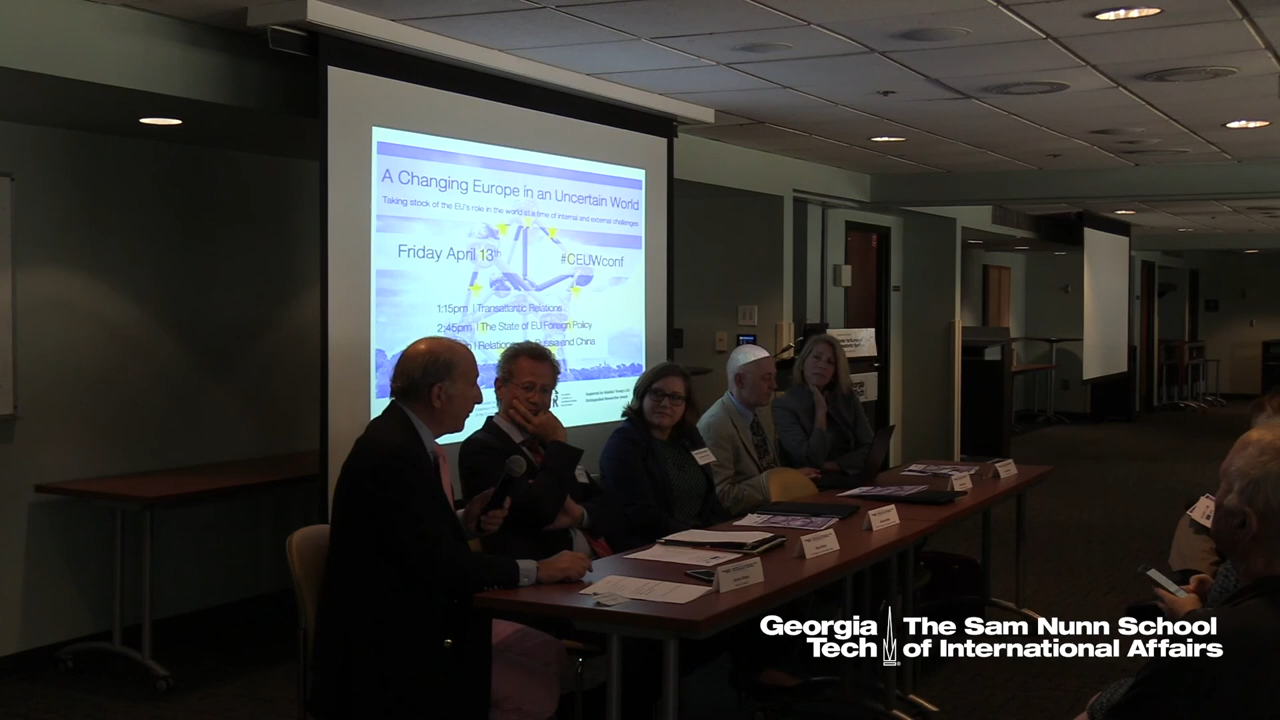 A Changing Europe in an Uncertain World
Taking stock of the EU's role in the world at a time of internal and external challenges
Friday April 13th
#CEUWconf
1:15pm | Transatlantic Relations
2:45pm | The State of EU Foreign Policy
Relations Russia and China
Georgia Tech
The Sam Nunn School of International Affairs